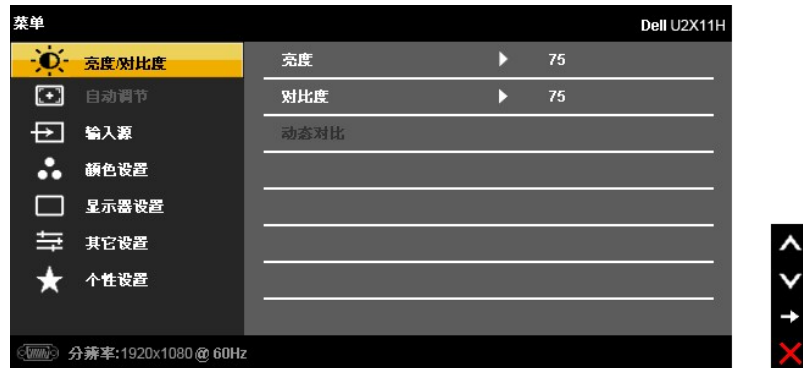 菜单 Dell U2X11H
亮度/对比度 亮度 75
自动调节 对比度 75
输入源 动态对比
颜色设置
显示器设置
其它设置
个性设置
分辨率:1920x1080 @ 60Hz